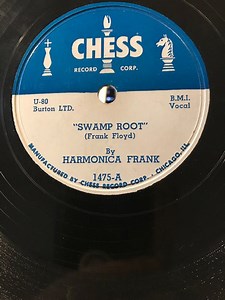 CHESS
RECORD CORP.
U-80
Burton LTD.
B.M.I.
Vocal
"SWAMP ROOT"
(Frank Floyd)
By
HARMONICA FRANK
1475-A
MANUFACTURED BY CHESS RECORD CORP. - CHICAGO, ILL